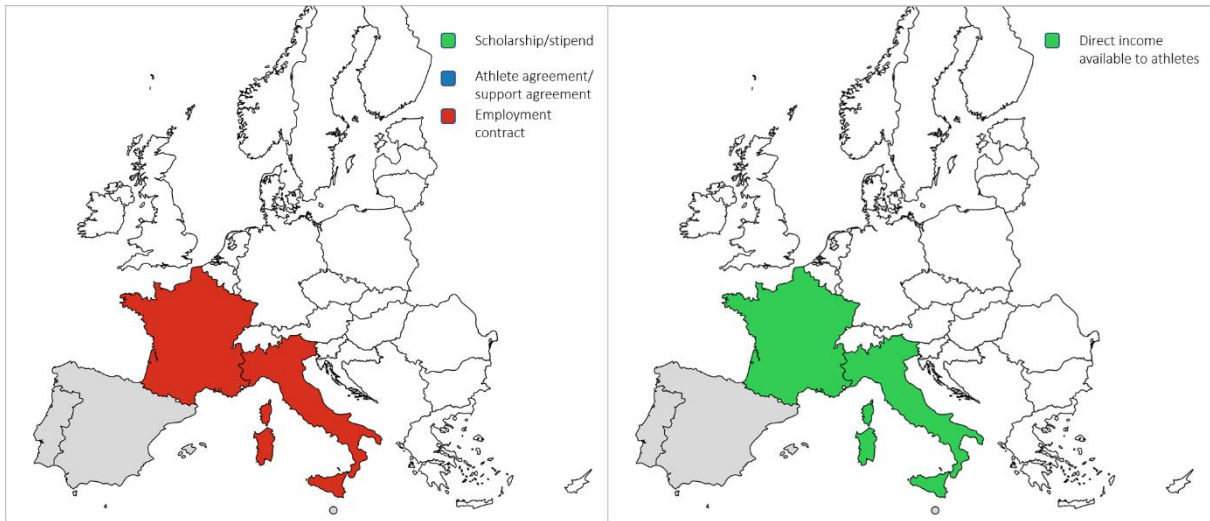 Scholarship/stipend
Athlete agreement/
support agreement
Employment
contract
Direct income
available to athletes